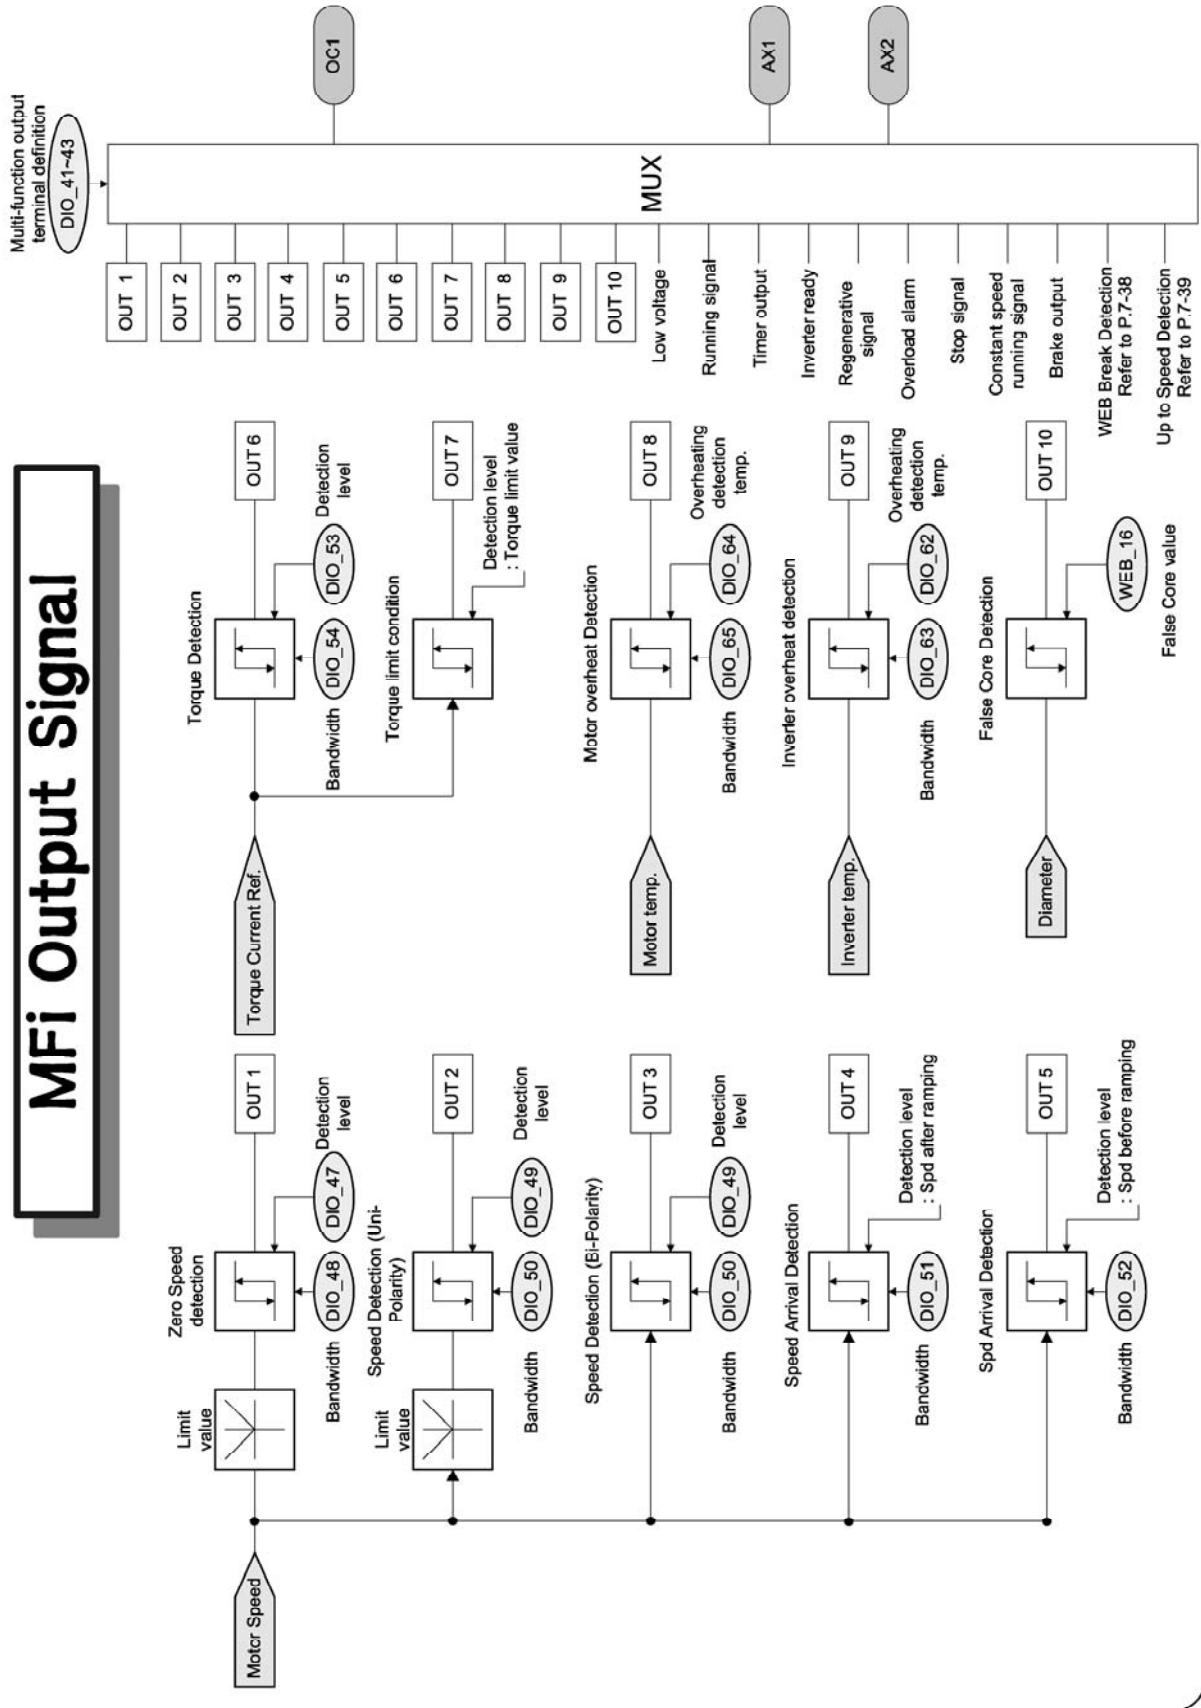 MFi Output Signal
Motor Speed
Limit
value
Zero Speed
detection
Bandwidth
DIO_48
DIO_47
Detection
level
OUT 1
Limit
value
Speed Detection (Uni-
Polarity)
Bandwidth
DIO_50
DIO_49
Detection
level
OUT 2
Speed Detection (Bi-Polarity)
Bandwidth
DIO_50
DIO_49
Detection
level
OUT 3
Speed Arrival Detection
Bandwidth
DIO_51
Detection level
: Spd after ramping
OUT 4
Spd Arrival Detection
Bandwidth
DIO_52
Detection level
: Spd before ramping
OUT 5
Torque Current Ref.
Torque Detection
Bandwidth
DIO_54
DIO_53
Detection
level
OUT 6
Torque limit condition
Detection level
: Torque limit value
OUT 7
Motor temp.
Motor overheat Detection
Bandwidth
DIO_65
DIO_64
Overheating
detection
temp.
OUT 8
Inverter temp.
Inverter overheat detection
Bandwidth
DIO_63
DIO_62
Overheating
detection
temp.
OUT 9
Diameter
False Core Detection
WEB_16
False Core value
OUT 10
Multi-function output
terminal definition
DIO_41~43
OUT 1
OUT 2
OUT 3
OUT 4
OUT 5
OUT 6
OUT 7
OUT 8
OUT 9
OUT 10
Low voltage
Running signal
Timer output
Inverter ready
Regenerative
signal
Overload alarm
Stop signal
Constant speed
running signal
Brake output
WEB Break Detection
Refer to P.7-38
Up to Speed Detection
Refer to P.7-39
MUX
OC1
AX1
AX2